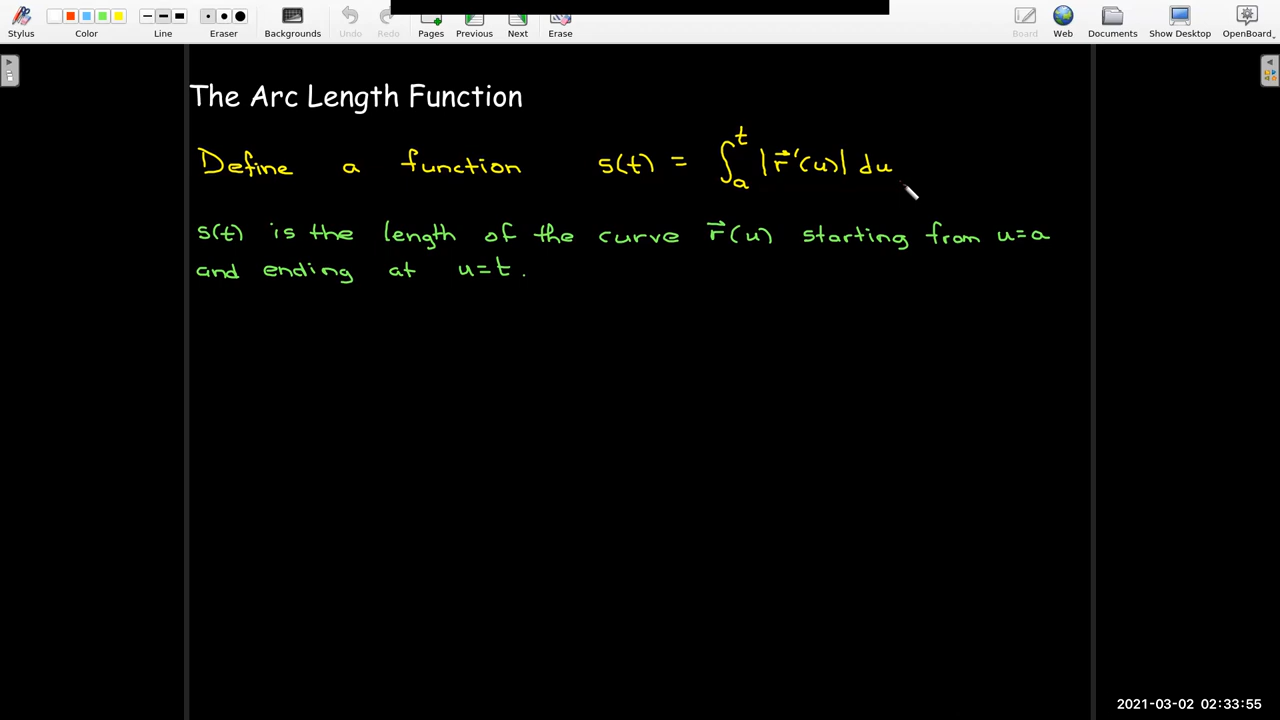 Stylus Color Line Eraser Backgrounds Undo Redo Pages Previous Next Erase Board Web Documents Show Desktop OpenBoard
The Arc Length Function
Define a function s(t) = ∫ₐᵗ |r⃗'(u)| du
s(t) is the length of the curve r⃗(u) starting from u=a
and ending at u=t.
2021-03-02 02:33:55